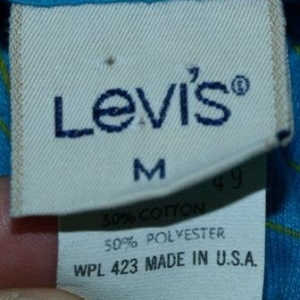 Levi's®
M
49
50% COTTON
50% POLYESTER
WPL 423 MADE IN U.S.A.